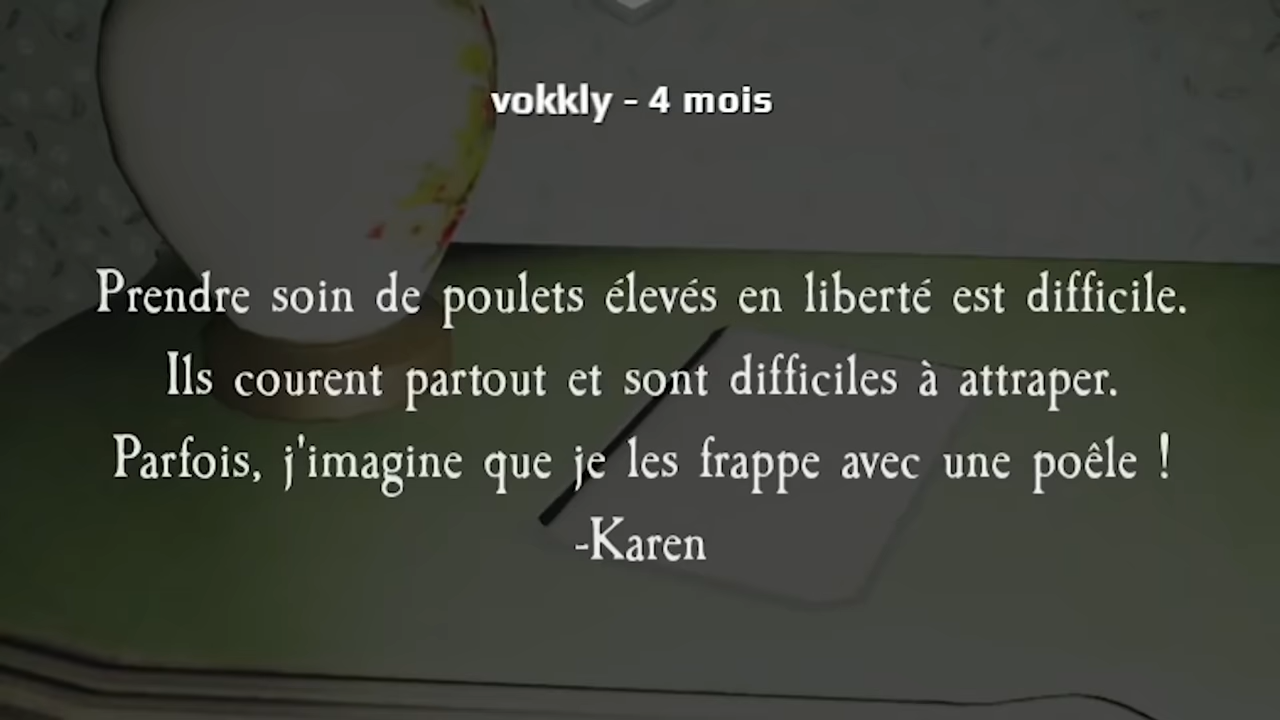 vokkly - 4 mois
Prendre soin de poulets élevés en liberté est difficile.
Ils courent partout et sont difficiles à attraper.
Parfois, j'imagine que je les frappe avec une poêle !
-Karen